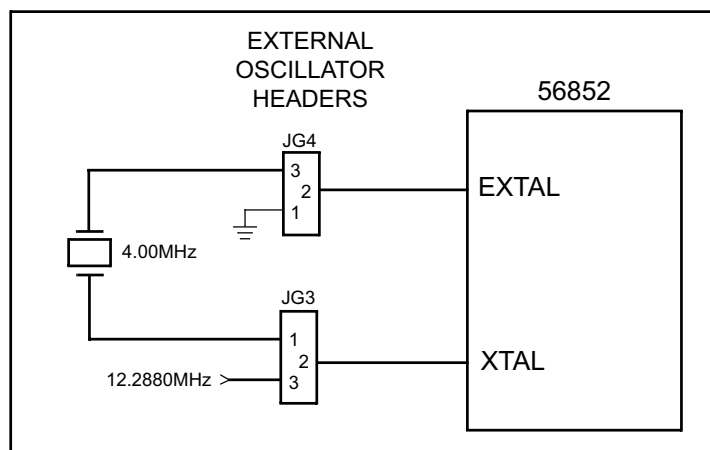 EXTERNAL
OSCILLATOR
HEADERS
56852
JG4
3
2
1
EXTAL
4.00MHz
JG3
1
2
3
XTAL
12.2880MHz